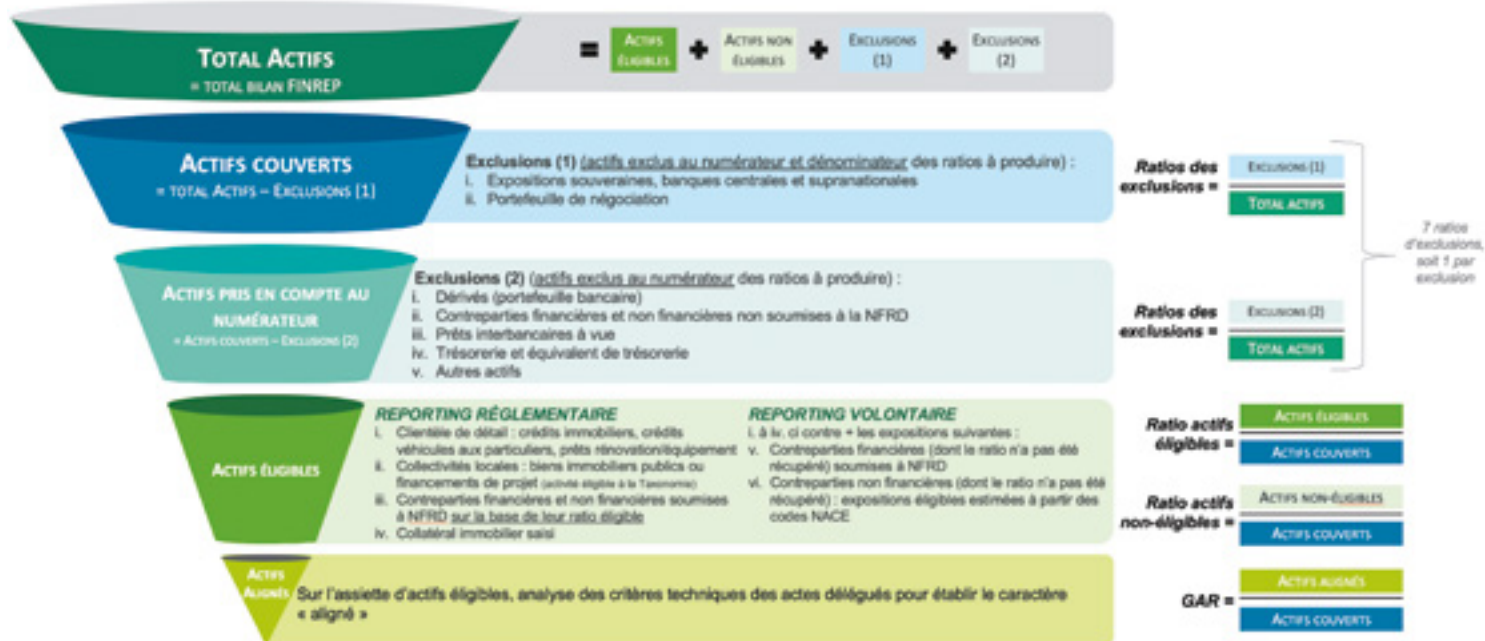 TOTAL ACTIFS
= TOTAL BILAN FINREP
= ACTIFS ÉLIGIBLES + ACTIFS NON ÉLIGIBLES + EXCLUSIONS (1) + EXCLUSIONS (2)
ACTIFS COUVERTS
= TOTAL ACTIFS – EXCLUSIONS (1)
Exclusions (1) (actifs exclus au numérateur et dénominateur des ratios à produire) :
i. Expositions souveraines, banques centrales et supranationales
ii. Portefeuille de négociation
Ratios des exclusions =
EXCLUSIONS (1)
TOTAL ACTIFS
7 ratios
d'exclusions,
soit 1 par
exclusion
ACTIFS PRIS EN COMPTE AU
NUMÉRATEUR
= ACTIFS COUVERTS – EXCLUSIONS (2)
Exclusions (2) (actifs exclus au numérateur des ratios à produire) :
i. Dérivés (portefeuille bancaire)
ii. Contreparties financières et non financières non soumises à la NFRD
iii. Prêts interbancaires à vue
iv. Trésorerie et équivalent de trésorerie
v. Autres actifs
Ratios des exclusions =
EXCLUSIONS (2)
TOTAL ACTIFS
ACTIFS ÉLIGIBLES
REPORTING RÉGLEMENTAIRE
i. Clientèle de détail : crédits immobiliers, crédits
véhicules aux particuliers, prêts rénovation/équipement
ii. Collectivités locales : biens immobiliers publics ou
financements de projet (activité éligible à la Taxonomie)
iii. Contreparties financières et non financières soumises
à NFRD sur la base de leur ratio éligible
iv. Collatéral immobilier saisi
REPORTING VOLONTAIRE
i. à iv. ci contre + les expositions suivantes :
v. Contreparties financières (dont le ratio n'a pas été
récupéré) soumises à NFRD
vi. Contreparties non financières (dont le ratio n'a pas été
récupéré) : expositions éligibles estimées à partir des
codes NACE
Ratio actifs éligibles =
ACTIFS ÉLIGIBLES
ACTIFS COUVERTS
Ratio actifs non-éligibles =
ACTIFS NON-ÉLIGIBLES
ACTIFS COUVERTS
ACTIFS
ALIGNÉS
Sur l'assiette d'actifs éligibles, analyse des critères techniques des actes délégués pour établir le caractère
« aligné »
GAR =
ACTIFS ALIGNÉS
ACTIFS COUVERTS